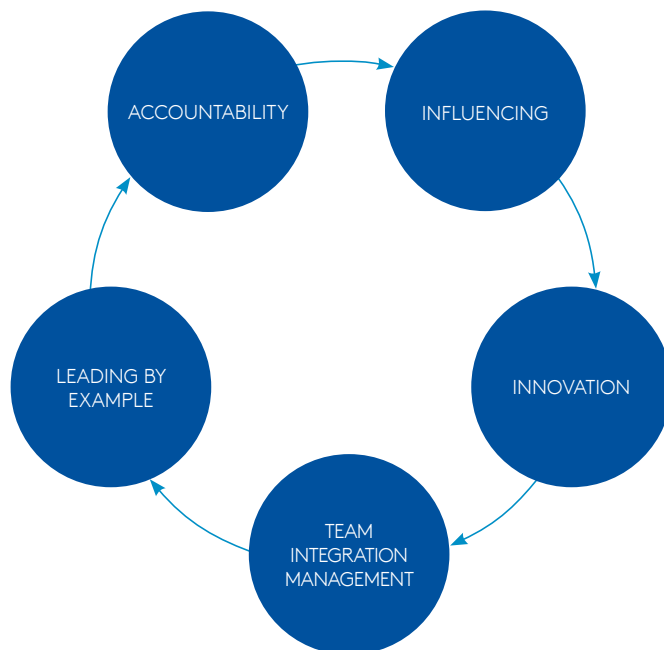 ACCOUNTABILITY
INFLUENCING
INNOVATION
TEAM
INTEGRATION
MANAGEMENT
LEADING BY
EXAMPLE